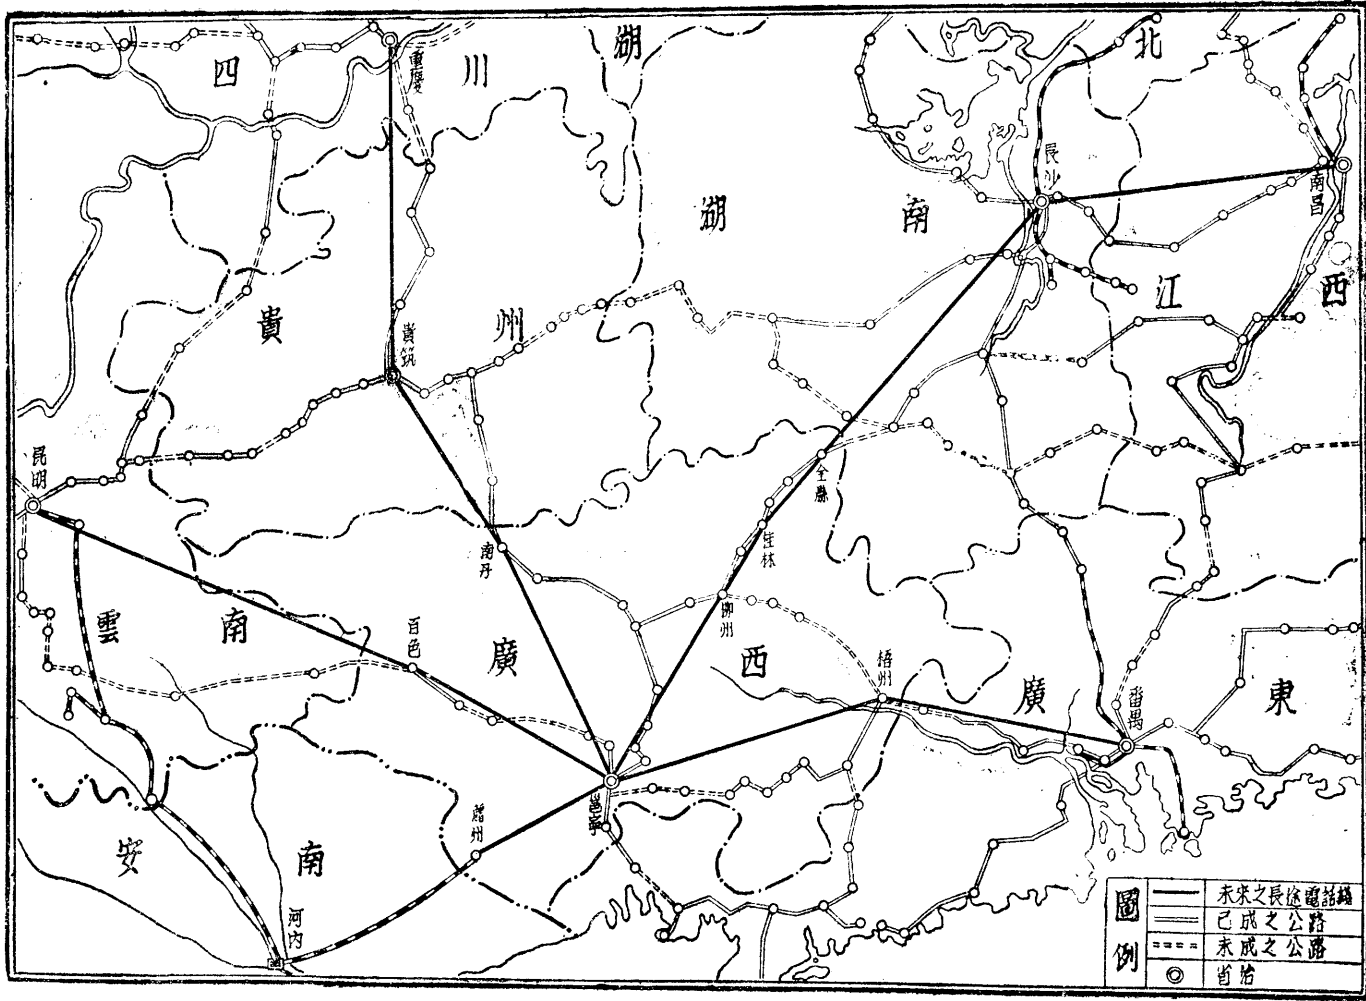 四
川
湖
北
重慶
長沙
南昌
湖
南
江
西
貴
州
貴筑
昆明
全縣
桂林
南丹
柳州
雲
南
百色
廣
西
梧州
廣
東
番禺
邕寧
龍州
安
南
河內
圖例
未來之長途電話綫
已成之公路
未成之公路
省治